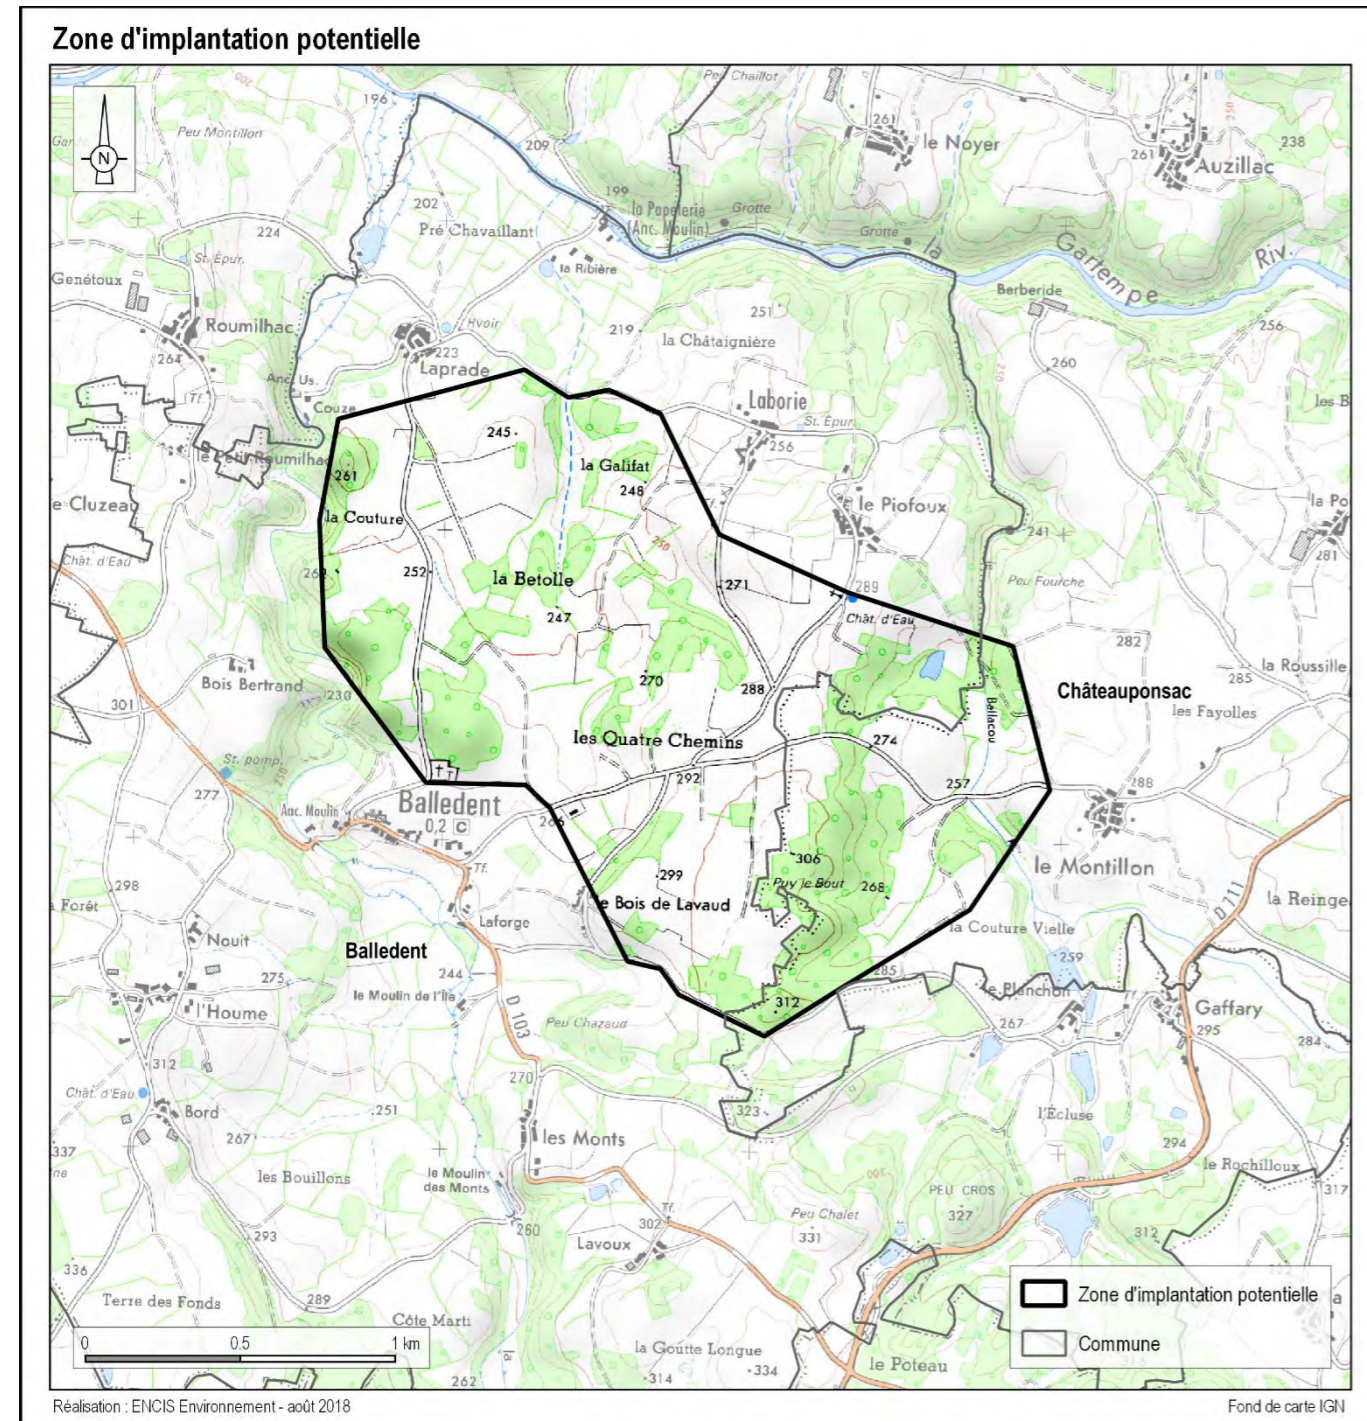 Zone d'implantation potentielle
Peu Chaillot
200
196
Peu Montillon
261
le Noyer
238
209
261
Auzillac
199
202
la Papeterie
(Anc. Moulin)
Grotte
224
Pré Chavaillant
Grotte
la
Gartempe
Riv.
St. Épur.
la Ribière
Genétoux
Berberide
251
Roumilhac
219
256
la Châtaignière
223
264
Laprade
260
Anc. Us.
Tf.
Couze
Laborie
St. Épur.
245
256
le Petit Roumilhac
la Galifat
261
248
le Piofoux
e Cluzeau
la Couture
241
250
281
Chât. d'Eau
252
la Betolle
271
289
Peu Fourche
247
Chât. d'Eau
282
la Roussille
Bois Bertrand
270
288
285
230
Châteauponsac
301
Ballacou
les Fayolles
les Quatre Chemins
274
St. pomp.
292
257
288
277
Anc. Moulin
Balledent
0,2 C
Tf.
306
le Montillon
299
Puy le Bout
268
298
e Bois de Lavaud
D 111
Laforge
la Couture Vielle
Nouit
Balledent
275
244
285
259
le Moulin de l'Île
le Planchon
l'Houme
D 103
312
Gaffary
Peu Chazaud
267
295
284
312
270
Chât. d'Eau
323
Bord
251
l'Écluse
267
les Monts
294
337
le Moulin
des Monts
le Rochilloux
les Bouillons
PEU CROS
317
327
293
260
302
Tf.
Peu Chalet
331
312
Lavoux
336
Terre des Fonds
289
Zone d'implantation potentielle
Côte Marti
0
0.5
1 km
la Goutte Longue
Commune
262
la
314
334
le Poteau
Réalisation : ENCIS Environnement - août 2018
Fond de carte IGN